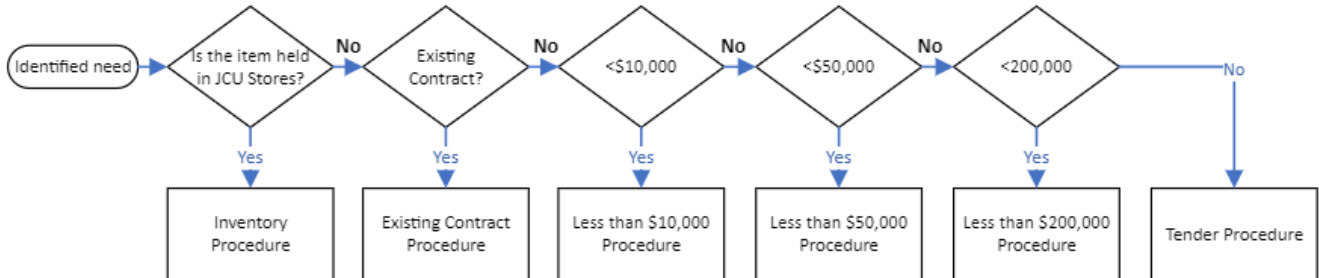 Identified need
Is the item held
in JCU Stores?
No
Existing
Contract?
No
<$10,000
No
<$50,000
No
<200,000
No
Yes
Yes
Yes
Yes
Yes
Inventory
Procedure
Existing Contract
Procedure
Less than $10,000
Procedure
Less than $50,000
Procedure
Less than $200,000
Procedure
Tender Procedure